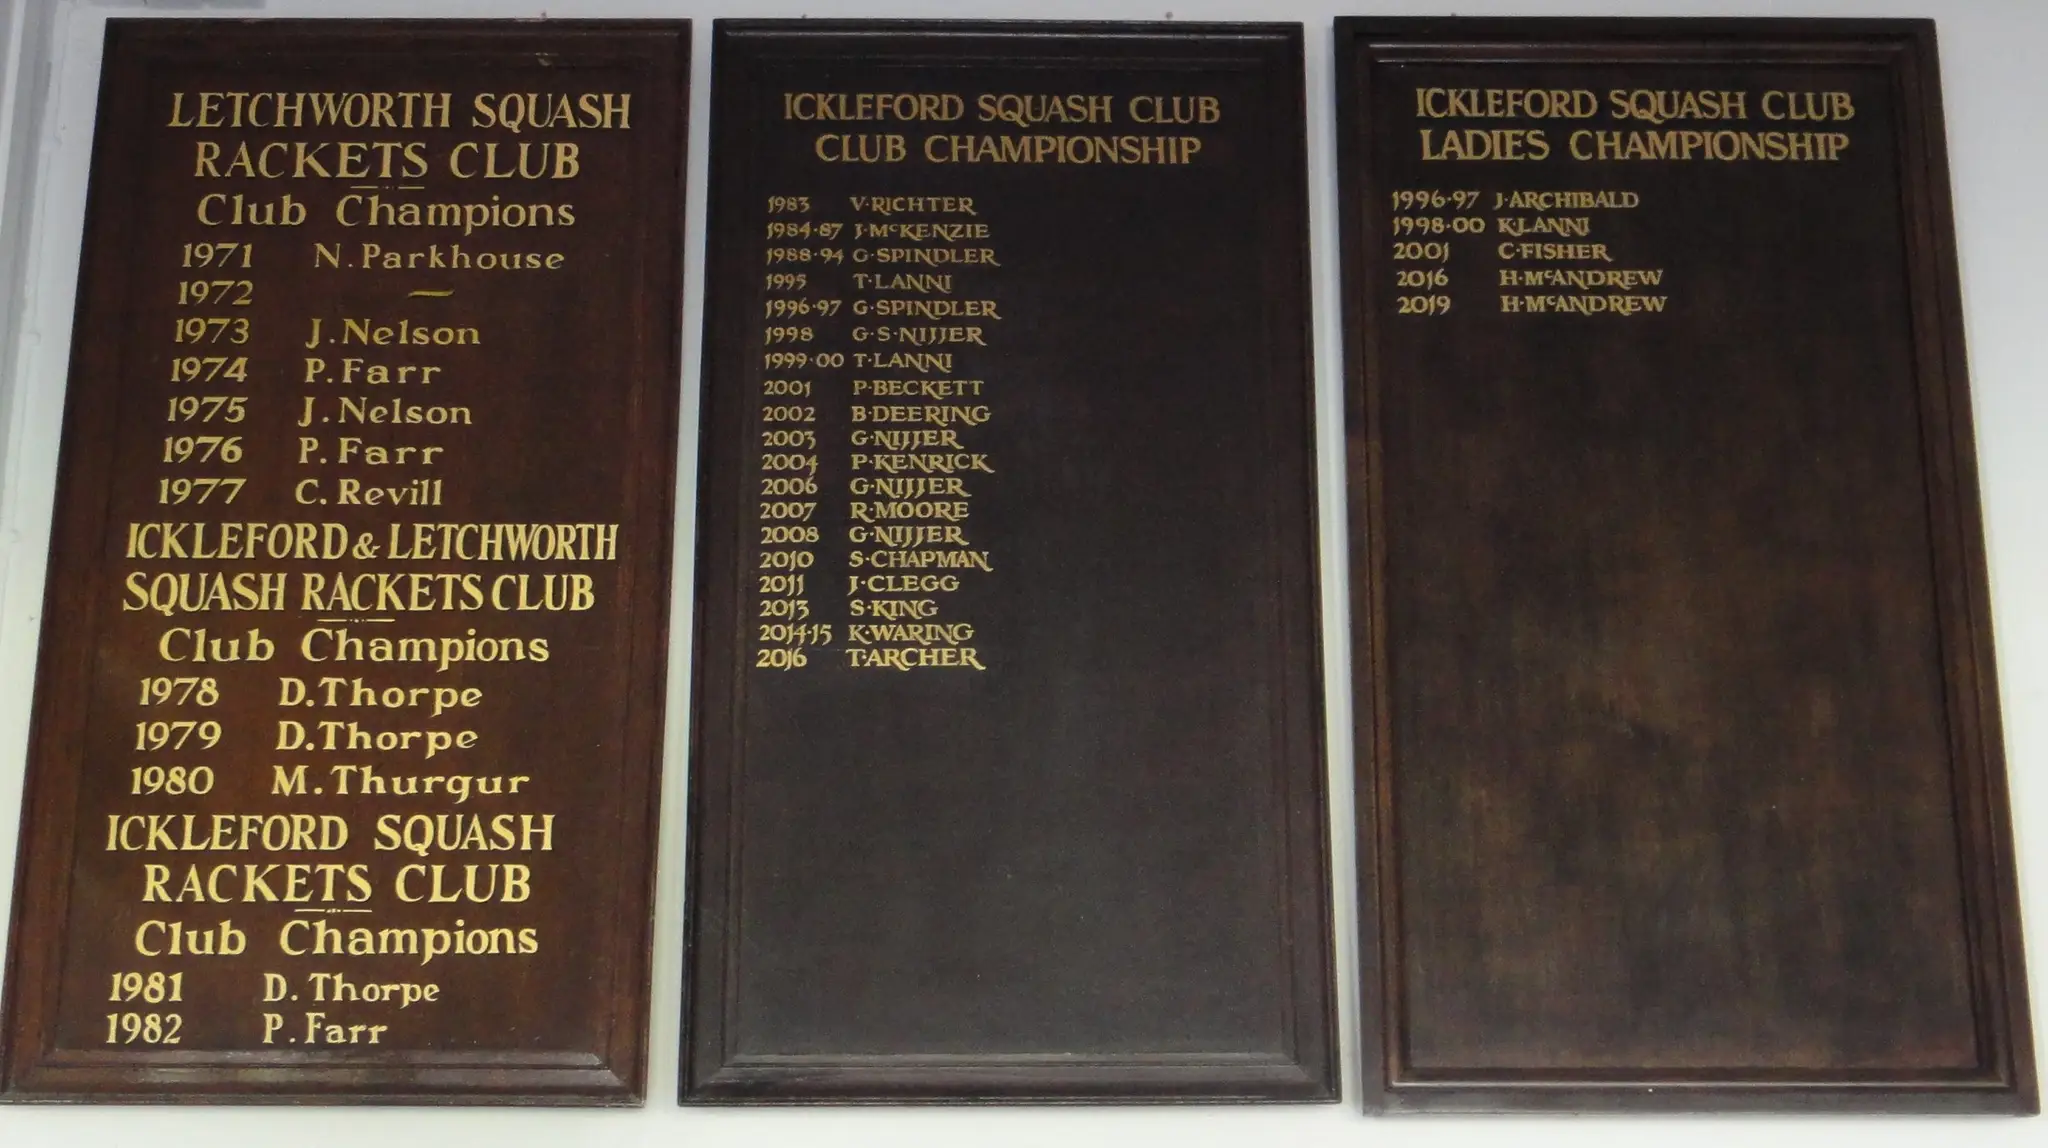 LETCHWORTH SQUASH
RACKETS CLUB
Club Champions
1971 N. Parkhouse
1972 —
1973 J. Nelson
1974 P. Farr
1975 J. Nelson
1976 P. Farr
1977 C. Revill
ICKLEFORD & LETCHWORTH
SQUASH RACKETS CLUB
Club Champions
1978 D. Thorpe
1979 D. Thorpe
1980 M. Thurgur
ICKLEFORD SQUASH
RACKETS CLUB
Club Champions
1981 D. Thorpe
1982 P. Farr
ICKLEFORD SQUASH CLUB
CLUB CHAMPIONSHIP
1983 V·RICHTER
1984·87 J·McKENZIE
1988·94 G·SPINDLER
1995 T·LANNI
1996·97 G·SPINDLER
1998 G·S·NIJJER
1999·00 T·LANNI
2001 P·BECKETT
2002 B·DEERING
2003 G·NIJJER
2004 P·KENRICK
2006 G·NIJJER
2007 R·MOORE
2008 G·NIJJER
2010 S·CHAPMAN
2011 J·CLEGG
2013 S·KING
2014·15 K·WARING
2016 T·ARCHER
ICKLEFORD SQUASH CLUB
LADIES CHAMPIONSHIP
1996·97 J·ARCHIBALD
1998·00 K·LANNI
2001 C·FISHER
2016 H·McANDREW
2019 H·McANDREW